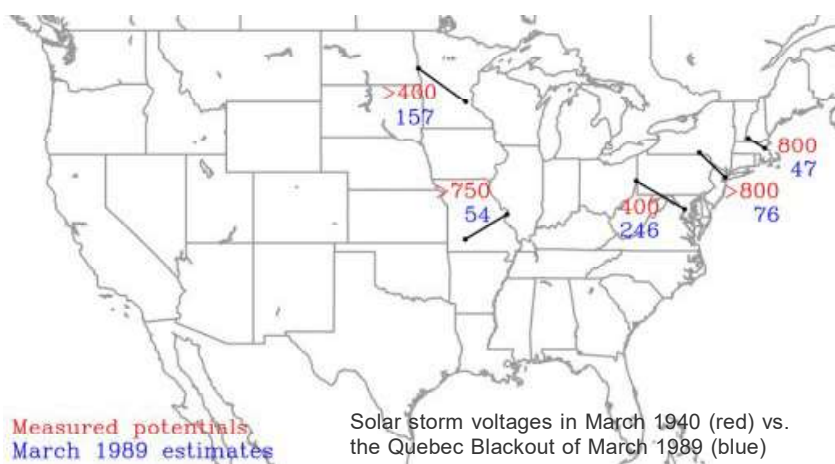 >400
157
800
47
>750
54
400
246
>800
76
Measured potentials
March 1989 estimates
Solar storm voltages in March 1940 (red) vs.
the Quebec Blackout of March 1989 (blue)